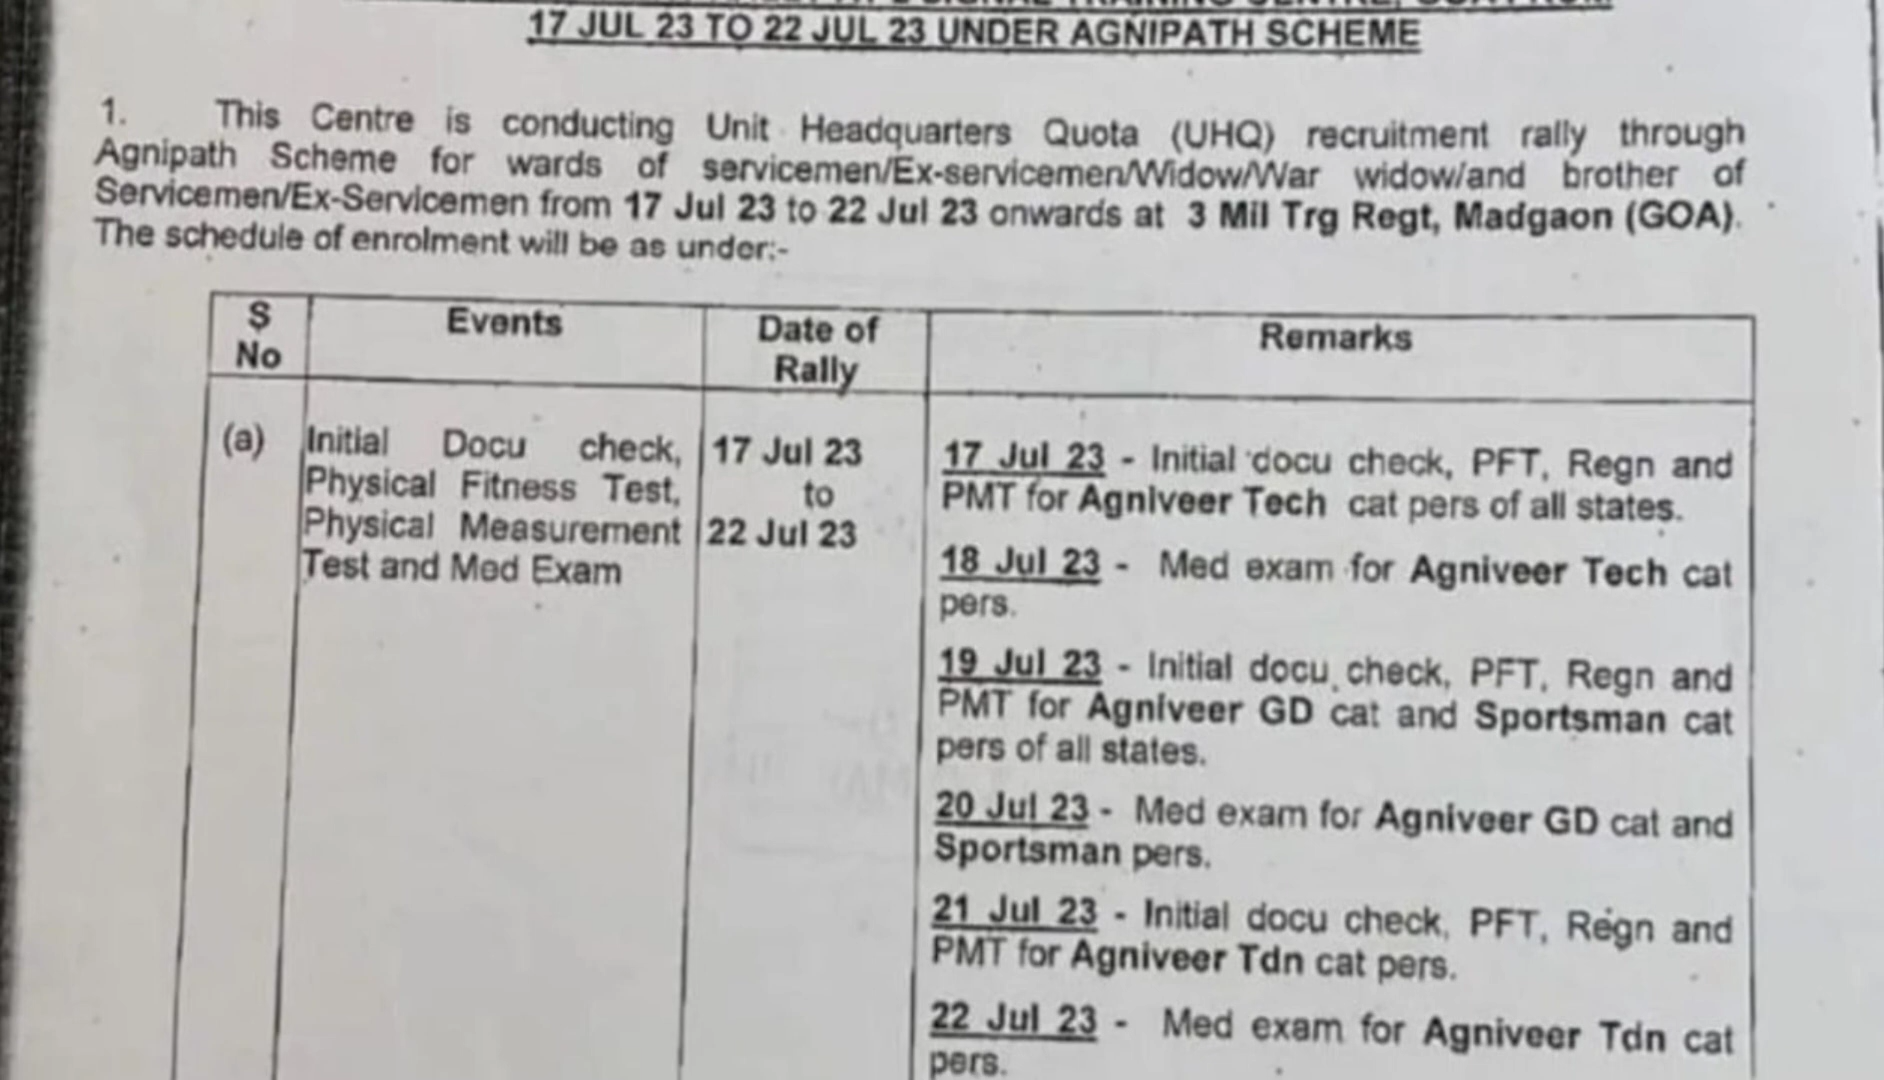 17 JUL 23 TO 22 JUL 23 UNDER AGNIPATH SCHEME
1. This Centre is conducting Unit Headquarters Quota (UHQ) recruitment rally through
Agnipath Scheme for wards of servicemen/Ex-servicemen/Widow/War widow/and brother of
Servicemen/Ex-Servicemen from 17 Jul 23 to 22 Jul 23 onwards at 3 Mil Trg Regt, Madgaon (GOA).
The schedule of enrolment will be as under:-
S No
Events
Date of Rally
Remarks
(a)
Initial Docu check,
Physical Fitness Test,
Physical Measurement
Test and Med Exam
17 Jul 23
to
22 Jul 23
17 Jul 23 - Initial docu check, PFT, Regn and
PMT for Agniveer Tech cat pers of all states.
18 Jul 23 - Med exam for Agniveer Tech cat
pers.
19 Jul 23 - Initial docu check, PFT, Regn and
PMT for Agniveer GD cat and Sportsman cat
pers of all states.
20 Jul 23 - Med exam for Agniveer GD cat and
Sportsman pers.
21 Jul 23 - Initial docu check, PFT, Regn and
PMT for Agniveer Tdn cat pers.
22 Jul 23 - Med exam for Agniveer Tdn cat
pers.